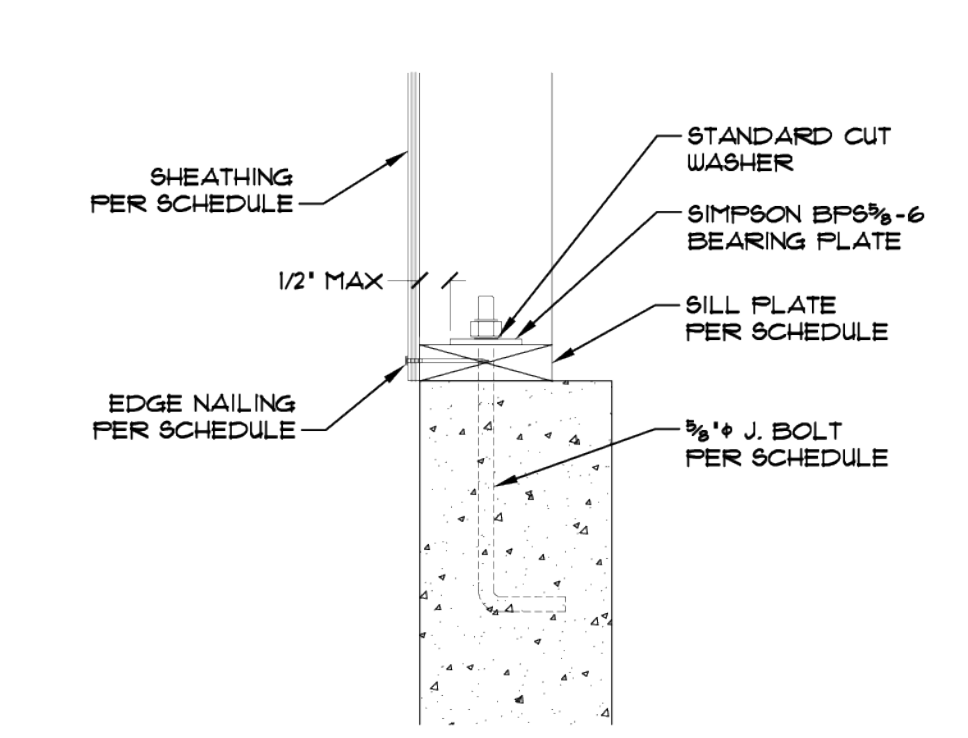 STANDARD CUT
WASHER
SHEATHING
PER SCHEDULE
SIMPSON BPS⅝-6
BEARING PLATE
1/2" MAX
SILL PLATE
PER SCHEDULE
EDGE NAILING
PER SCHEDULE
⅝"ϕ J. BOLT
PER SCHEDULE